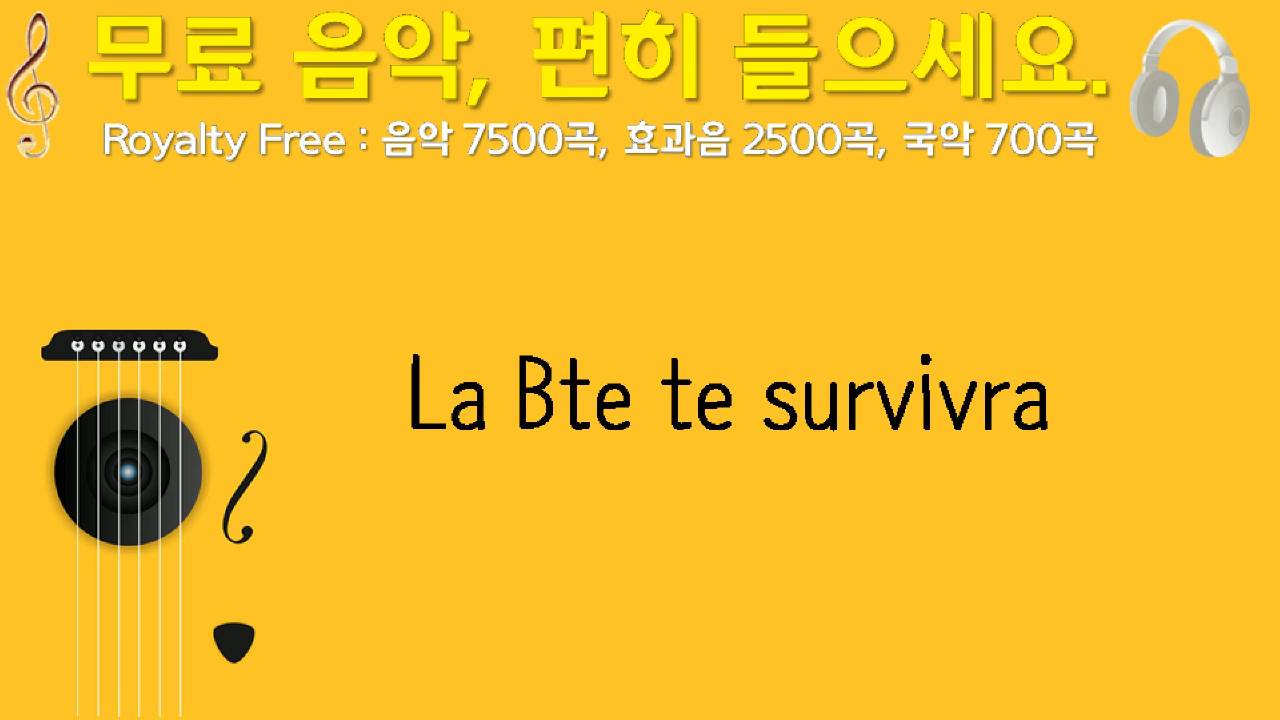 무료 음악, 편히 들으세요.
Royalty Free : 음악 7500곡, 효과음 2500곡, 국악 700곡
La Bte te survivra